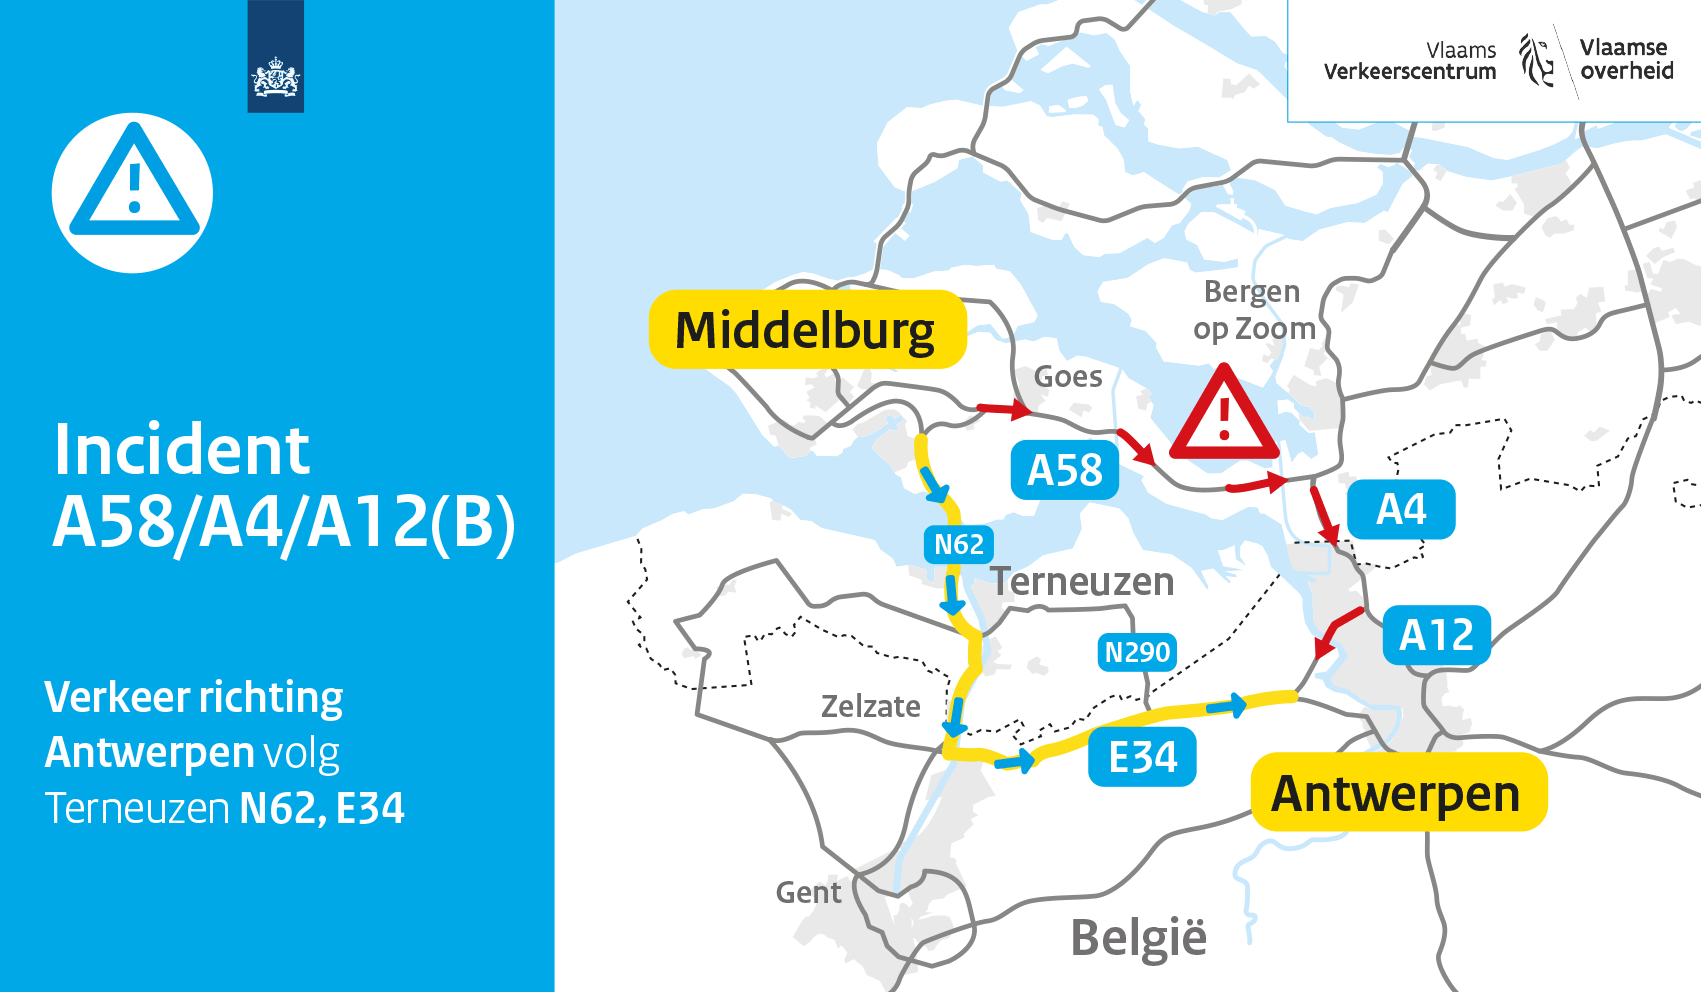 Incident
A58/A4/A12(B)
Verkeer richting
Antwerpen volg
Terneuzen N62, E34
Vlaams
Verkeerscentrum
Vlaamse
overheid
Bergen
op Zoom
Middelburg
Goes
A58
A4
N62
Terneuzen
A12
N290
Zelzate
E34
Antwerpen
Gent
België